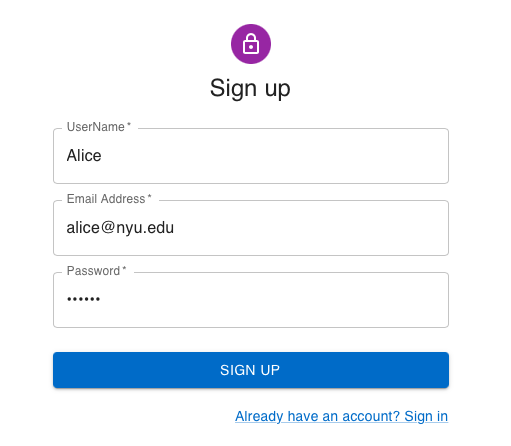 Sign up
UserName *
Alice
Email Address *
alice@nyu.edu
Password *
••••••
SIGN UP
Already have an account? Sign in